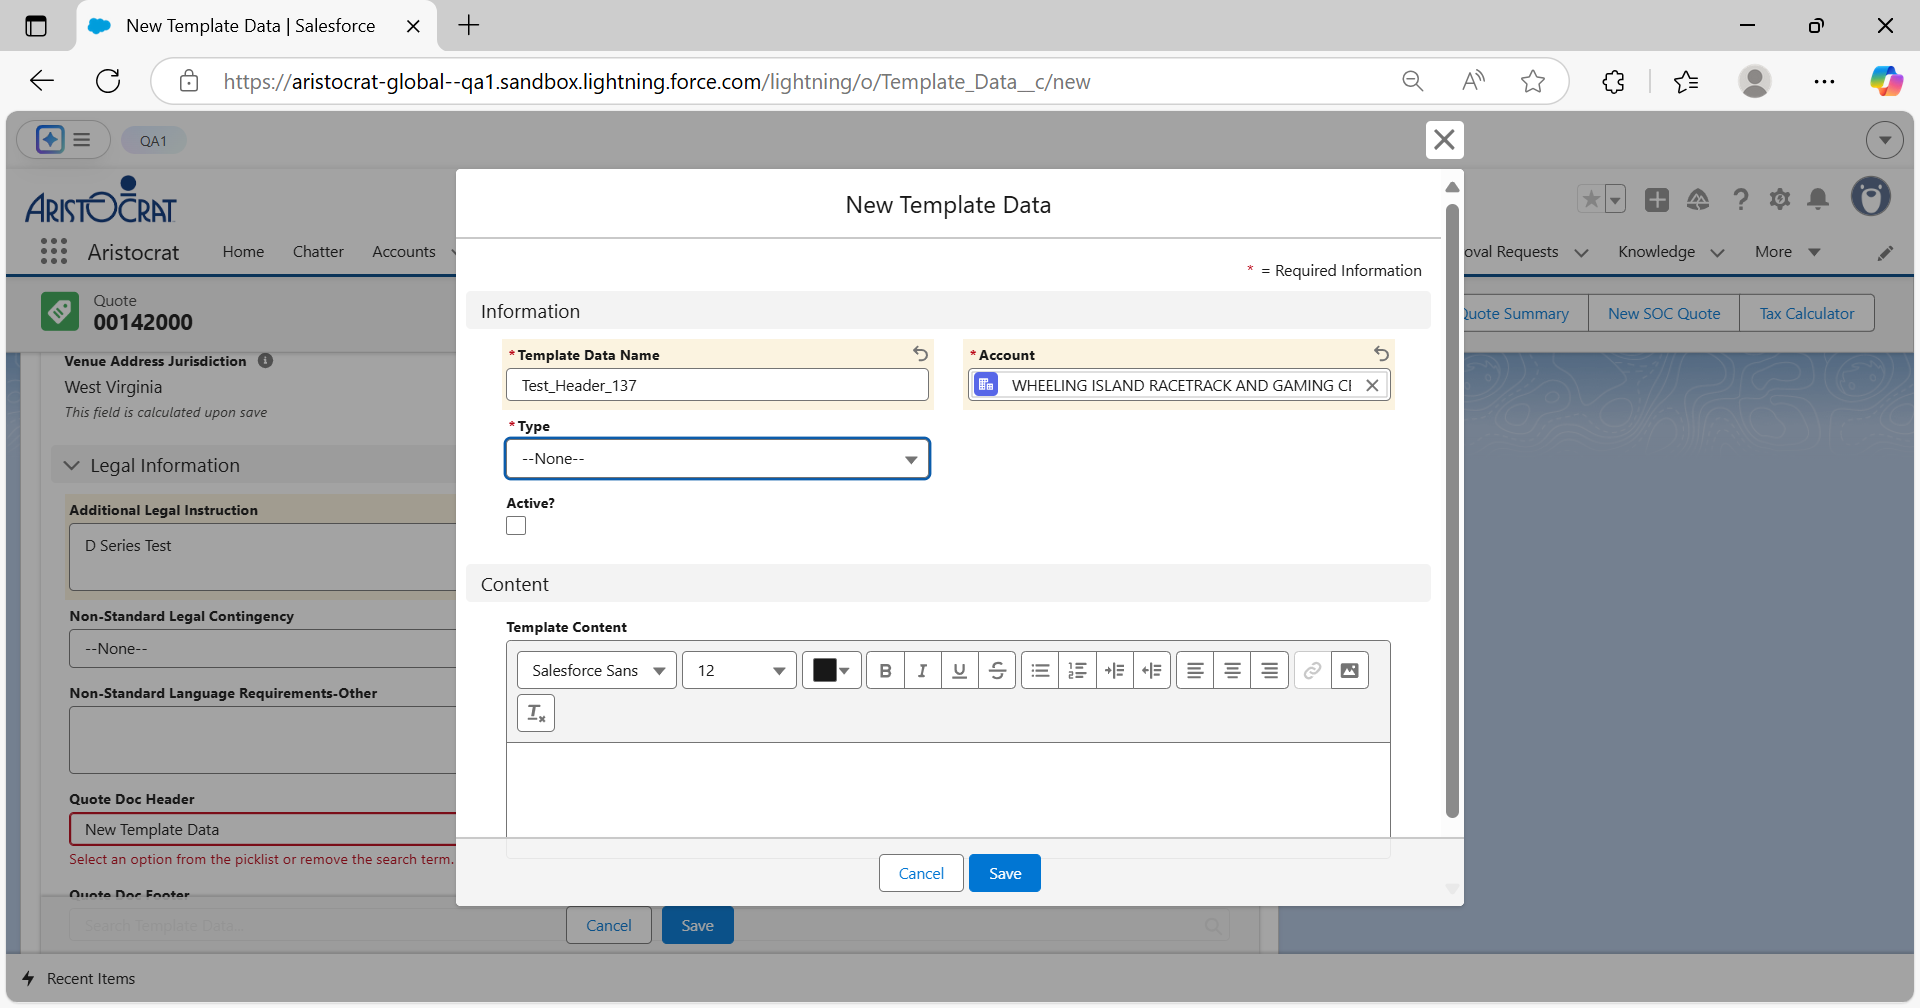 New Template Data | Salesforce
https://aristocrat-global--qa1.sandbox.lightning.force.com/lightning/o/Template_Data__c/new
QA1
ARISTOCRAT
Aristocrat
Home
Chatter
Accounts
oval Requests
Knowledge
More
Quote
00142000
Quote Summary
New SOC Quote
Tax Calculator
Venue Address Jurisdiction
West Virginia
This field is calculated upon save
Legal Information
Additional Legal Instruction
D Series Test
Non-Standard Legal Contingency
--None--
Non-Standard Language Requirements-Other
Quote Doc Header
New Template Data
Select an option from the picklist or remove the search term.
Quote Doc Footer
Search Template Data...
Cancel
Save
Recent Items
New Template Data
* = Required Information
Information
*Template Data Name
Test_Header_137
*Account
WHEELING ISLAND RACETRACK AND GAMING CE
*Type
--None--
Active?
Content
Template Content
Salesforce Sans
12
Cancel
Save